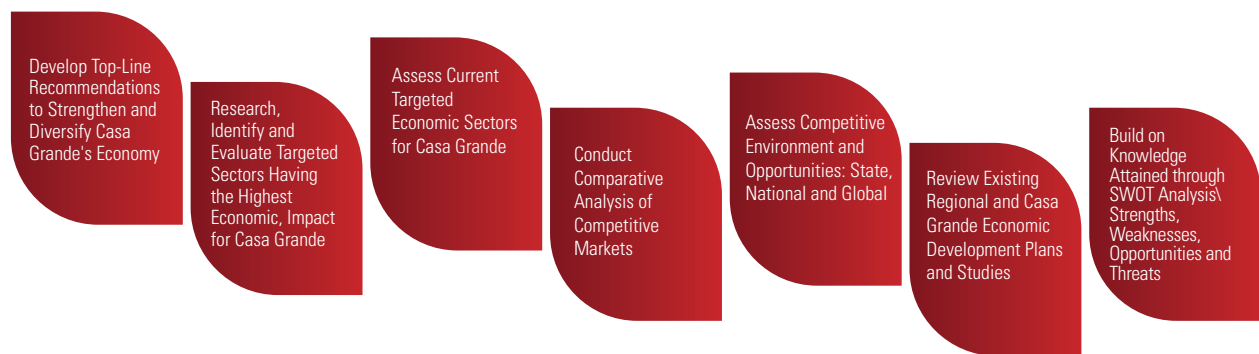 Develop Top-Line
Recommendations
to Strengthen and
Diversify Casa
Grande's Economy
Research,
Identify and
Evaluate Targeted
Sectors Having
the Highest
Economic, Impact
for Casa Grande
Assess Current
Targeted
Economic Sectors
for Casa Grande
Conduct
Comparative
Analysis of
Competitive
Markets
Assess Competitive
Environment and
Opportunities: State,
National and Global
Review Existing
Regional and Casa
Grande Economic
Development Plans
and Studies
Build on
Knowledge
Attained through
SWOT Analysis\
Strengths,
Weaknesses,
Opportunities and
Threats